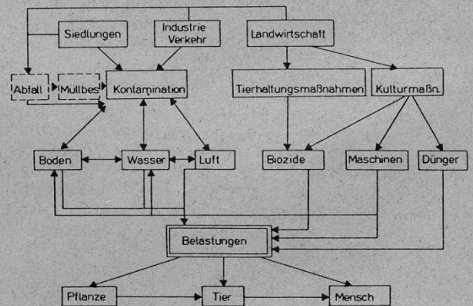 Siedlungen
Industrie
Verkehr
Landwirtschaft
Abfall
Müllbes
Kontamination
Tierhaltungsmaßnahmen
Kulturmaßn.
Boden
Wasser
Luft
Biozide
Maschinen
Dünger
Belastungen
Pflanze
Tier
Mensch